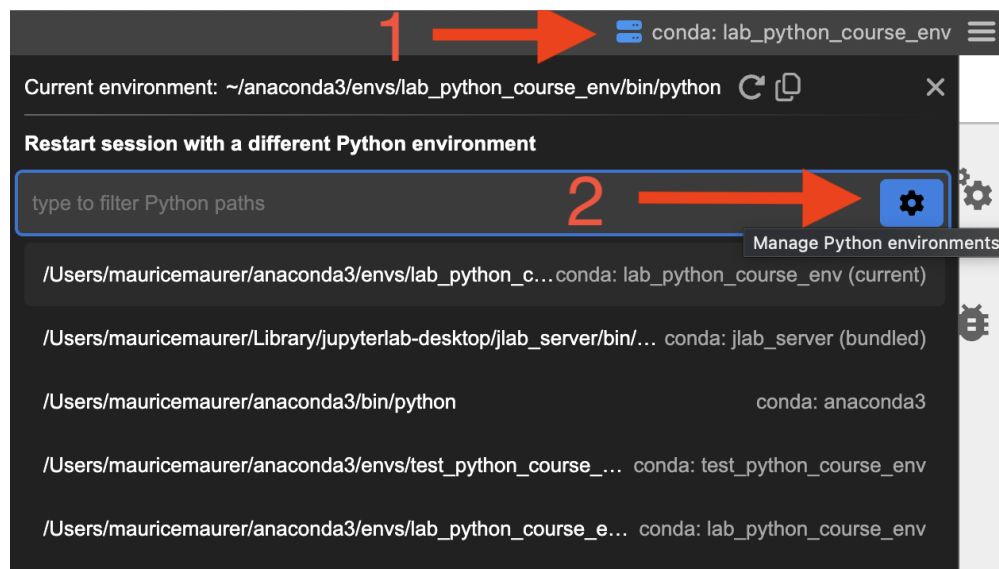 1
conda: lab_python_course_env
Current environment: ~/anaconda3/envs/lab_python_course_env/bin/python
Restart session with a different Python environment
type to filter Python paths
2
Manage Python environments
/Users/mauricemaurer/anaconda3/envs/lab_python_c... conda: lab_python_course_env (current)
/Users/mauricemaurer/Library/jupyterlab-desktop/jlab_server/bin/... conda: jlab_server (bundled)
/Users/mauricemaurer/anaconda3/bin/python conda: anaconda3
/Users/mauricemaurer/anaconda3/envs/test_python_course_... conda: test_python_course_env
/Users/mauricemaurer/anaconda3/envs/lab_python_course_e... conda: lab_python_course_env